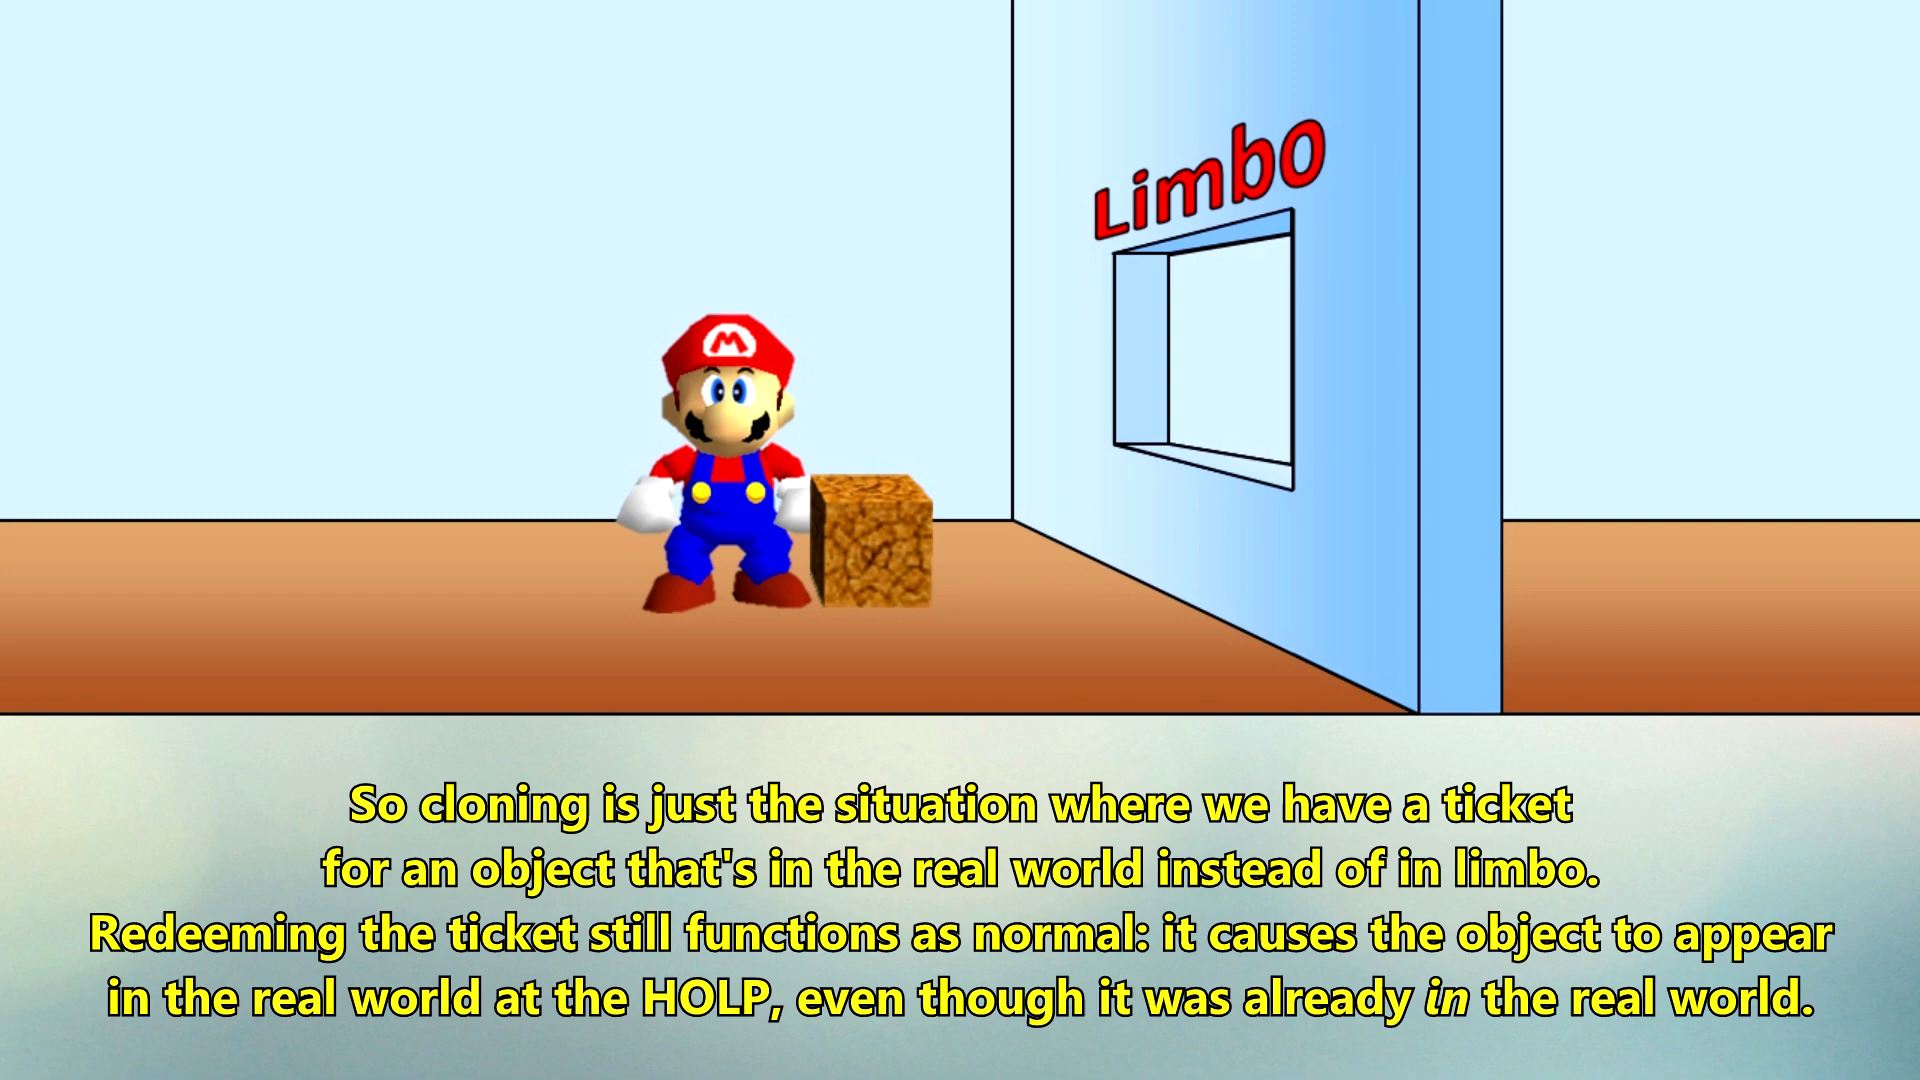 Limbo
M
So cloning is just the situation where we have a ticket
for an object that's in the real world instead of in limbo.
Redeeming the ticket still functions as normal: it causes the object to appear
in the real world at the HOLP, even though it was already in the real world.